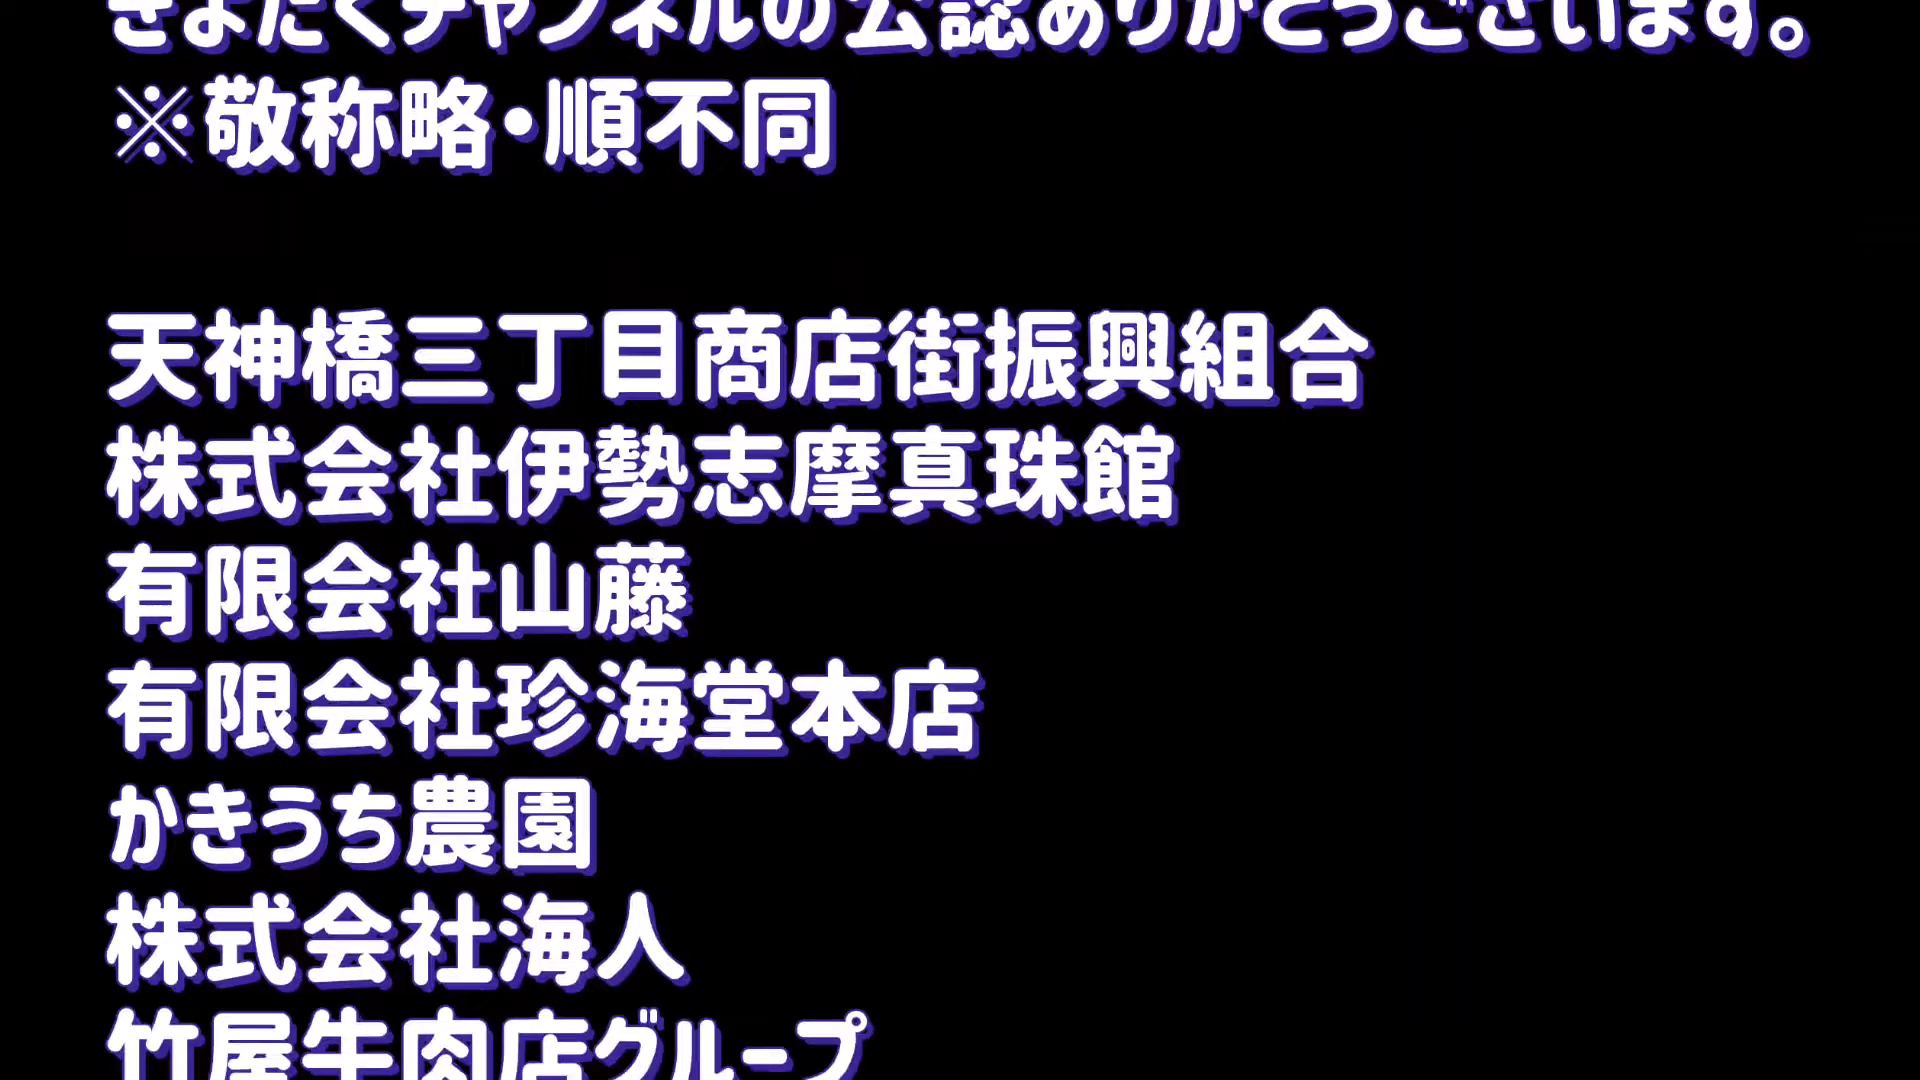 きよたくチャンネルの公認ありがとうございます。
※敬称略・順不同
天神橋三丁目商店街振興組合
株式会社伊勢志摩真珠館
有限会社山藤
有限会社珍海堂本店
かきうち農園
株式会社海人
竹屋牛肉店グループ